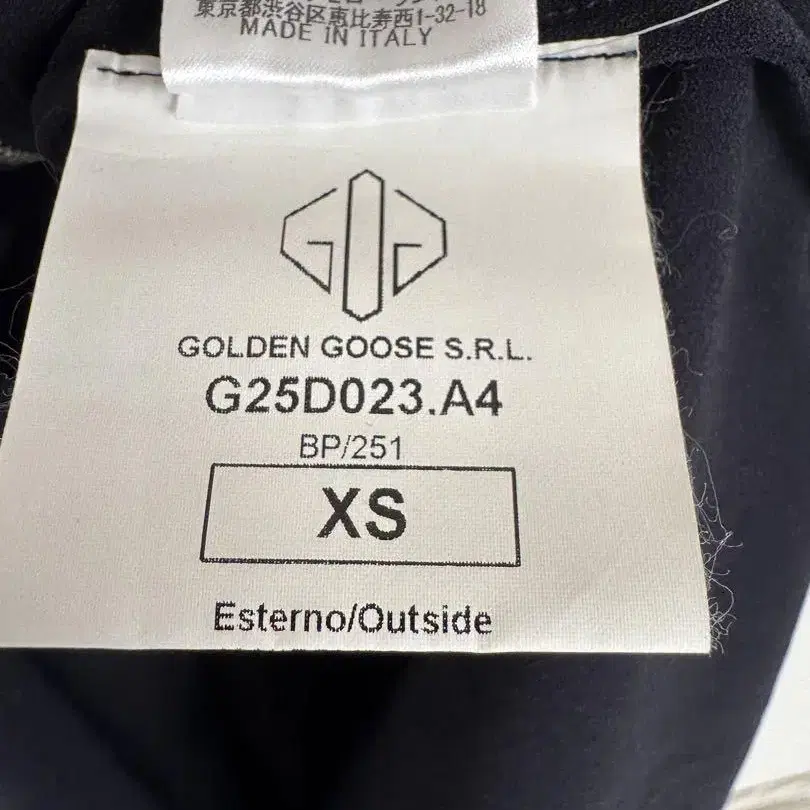 東京都渋谷区恵比寿西1-32-18
MADE IN ITALY
GOLDEN GOOSE S.R.L.
G25D023.A4
BP/251
XS
Esterno/Outside